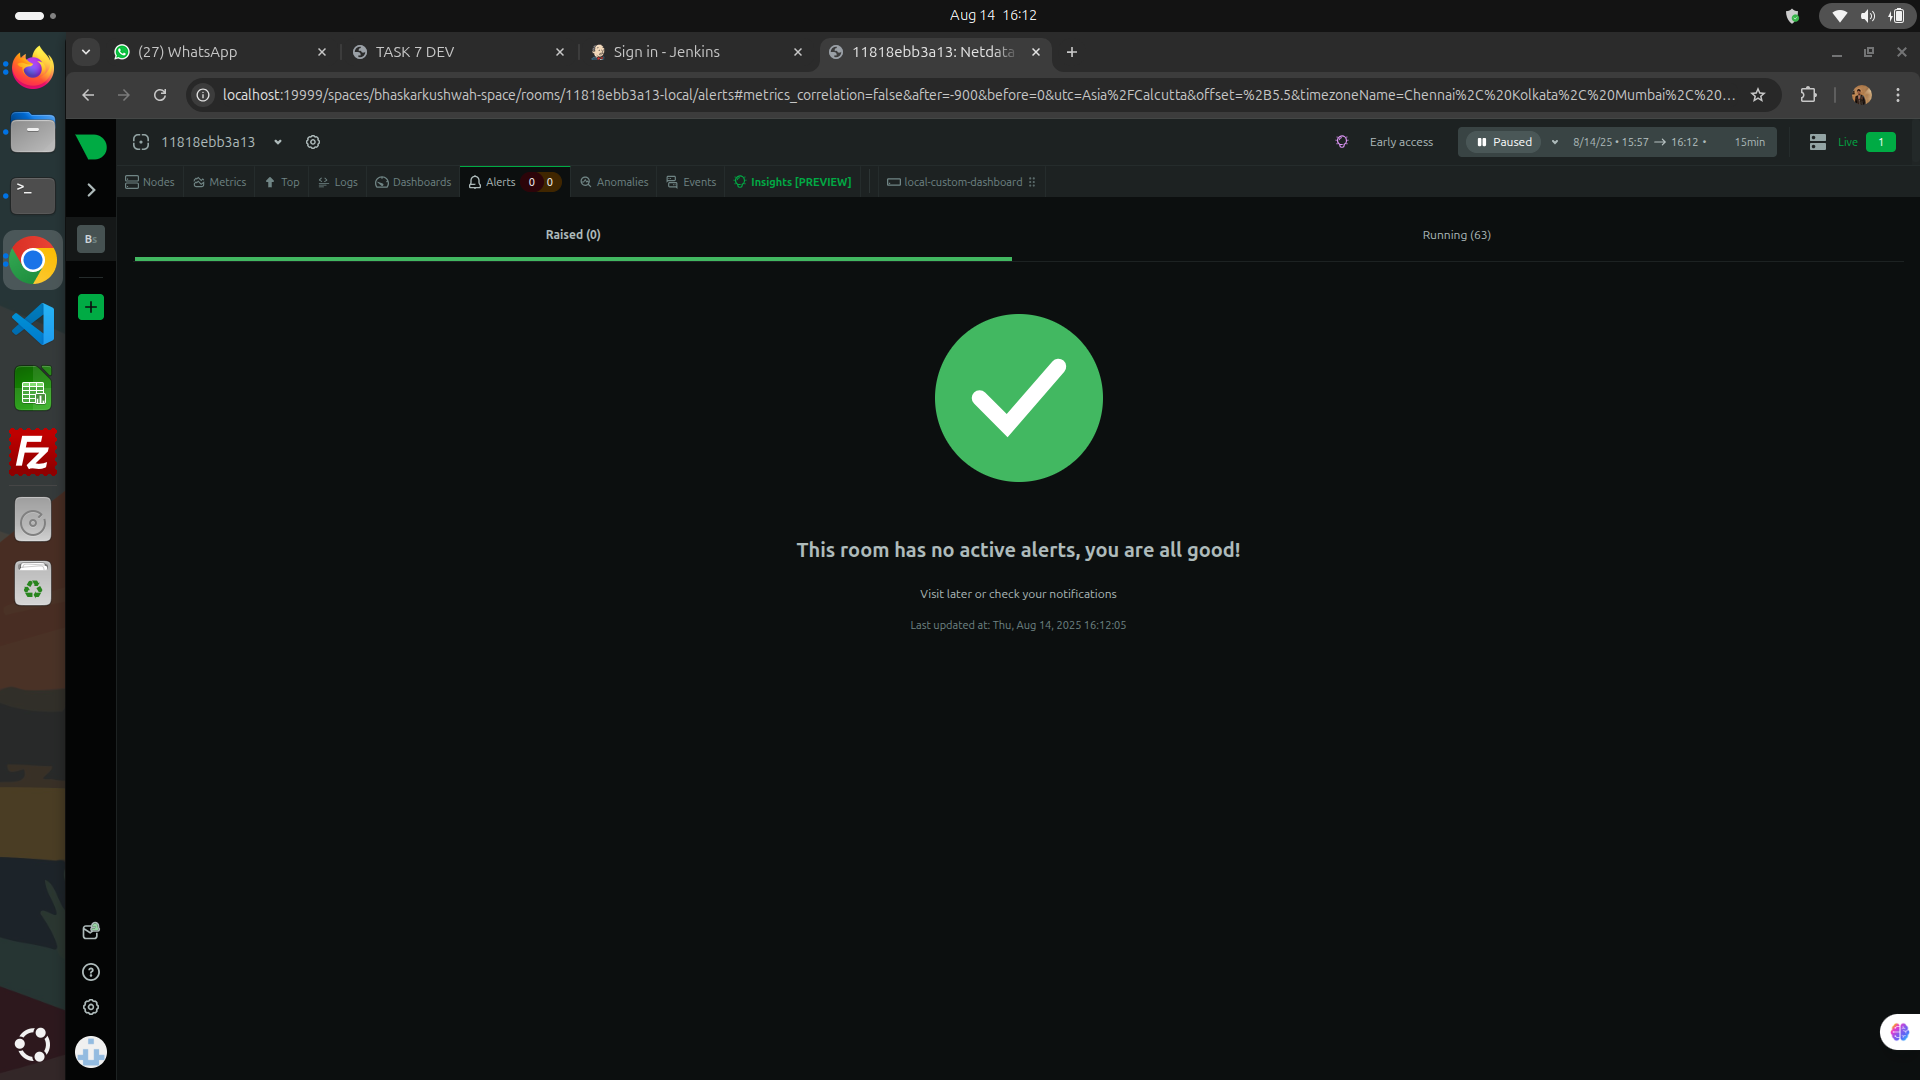 Aug 14 16:12
(27) WhatsApp
TASK 7 DEV
Sign in - Jenkins
11818ebb3a13: Netdata
localhost:19999/spaces/bhaskarkushwah-space/rooms/11818ebb3a13-local/alerts#metrics_correlation=false&after=-900&before=0&utc=Asia%2FCalcutta&offset=%2B5.5&timezoneName=Chennai%2C%20Kolkata%2C%20Mumbai%2C%20...
11818ebb3a13
Early access
Paused
8/14/25 • 15:57 → 16:12 •
15min
Live
1
Nodes
Metrics
Top
Logs
Dashboards
Alerts
0
0
Anomalies
Events
Insights [PREVIEW]
local-custom-dashboard
Bs
Raised (0)
Running (63)
This room has no active alerts, you are all good!
Visit later or check your notifications
Last updated at: Thu, Aug 14, 2025 16:12:05